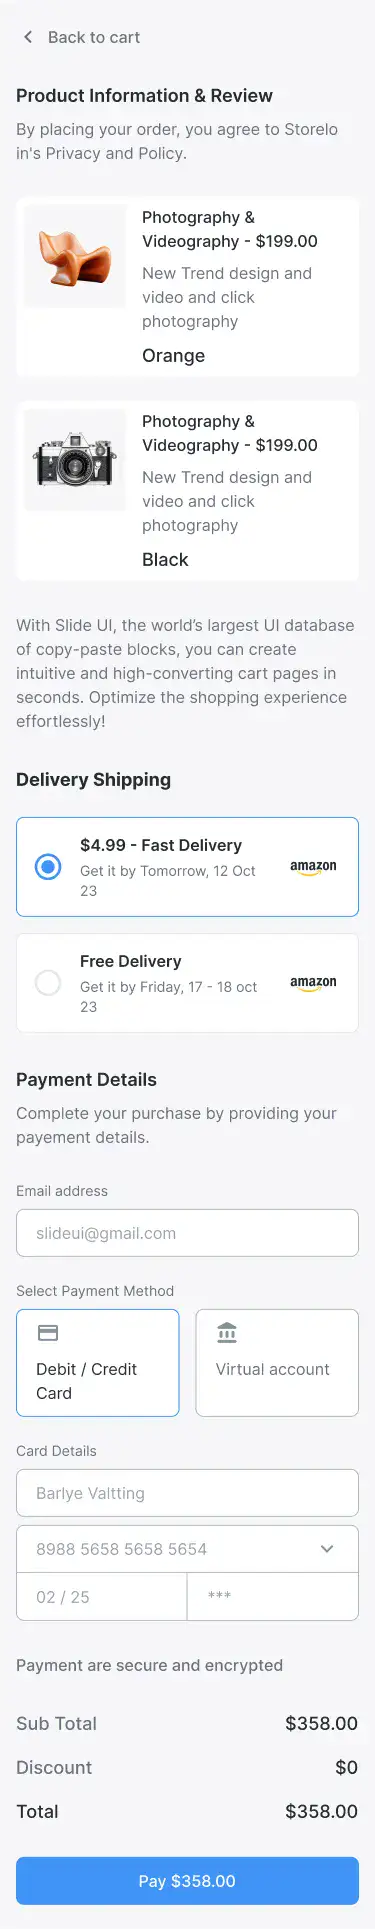 Back to cart
Product Information & Review
By placing your order, you agree to Storelo
in's Privacy and Policy.
Photography &
Videography - $199.00
New Trend design and
video and click
photography
Orange
Photography &
Videography - $199.00
New Trend design and
video and click
photography
Black
With Slide UI, the world’s largest UI database
of copy-paste blocks, you can create
intuitive and high-converting cart pages in
seconds. Optimize the shopping experience
effortlessly!
Delivery Shipping
$4.99 - Fast Delivery
Get it by Tomorrow, 12 Oct
23
amazon
Free Delivery
Get it by Friday, 17 - 18 oct
23
amazon
Payment Details
Complete your purchase by providing your
payement details.
Email address
slideui@gmail.com
Select Payment Method
Debit / Credit
Card
Virtual account
Card Details
Barlye Valtting
8988 5658 5658 5654
02 / 25
***
Payment are secure and encrypted
Sub Total
$358.00
Discount
$0
Total
$358.00
Pay $358.00